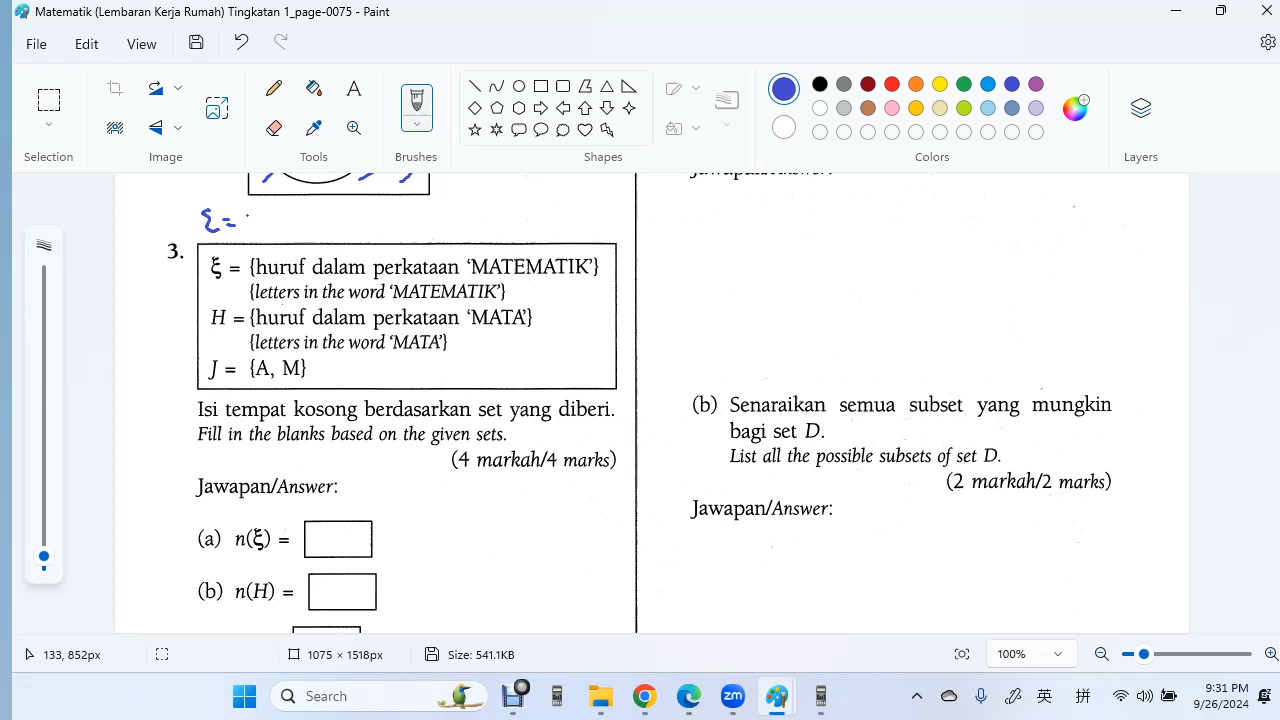 Matematik (Lembaran Kerja Rumah) Tingkatan 1_page-0075 - Paint
File Edit View
Selection Image Tools Brushes Shapes Colors Layers
ξ =
3.
ξ = {huruf dalam perkataan ‘MATEMATIK’}
{letters in the word ‘MATEMATIK’}
H = {huruf dalam perkataan ‘MATA’}
{letters in the word ‘MATA’}
J = {A, M}
Isi tempat kosong berdasarkan set yang diberi.
Fill in the blanks based on the given sets.
(4 markah/4 marks)
Jawapan/Answer:
(a) n(ξ) =
(b) n(H) =
(b) Senaraikan semua subset yang mungkin
bagi set D.
List all the possible subsets of set D.
(2 markah/2 marks)
Jawapan/Answer:
133, 852px 1075 × 1518px Size: 541.1KB 100%
Search zm 英 拼 9:31 PM
9/26/2024